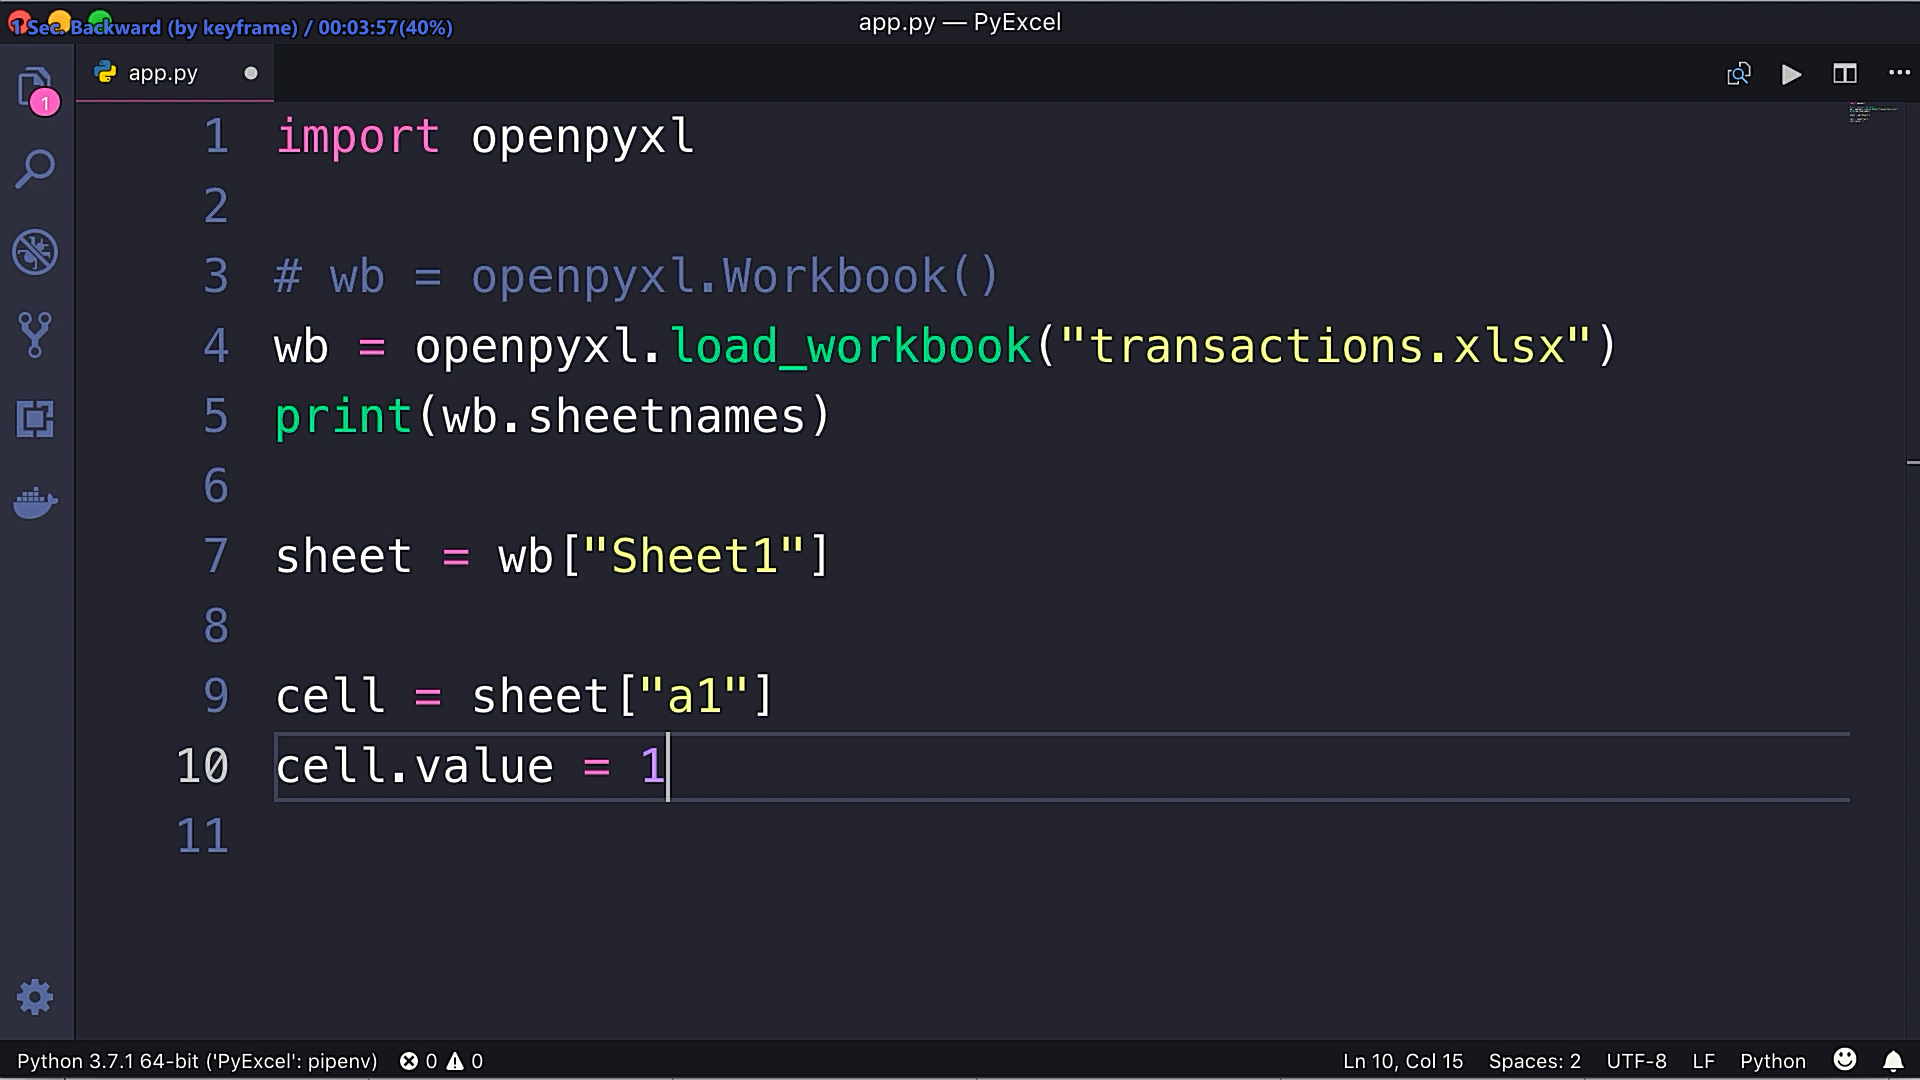 1 Sec. Backward (by keyframe) / 00:03:57(40%)
app.py — PyExcel
app.py
1
1 import openpyxl
2
3 # wb = openpyxl.Workbook()
4 wb = openpyxl.load_workbook("transactions.xlsx")
5 print(wb.sheetnames)
6
7 sheet = wb["Sheet1"]
8
9 cell = sheet["a1"]
10 cell.value = 1
11
Python 3.7.1 64-bit ('PyExcel': pipenv) 0 0 Ln 10, Col 15 Spaces: 2 UTF-8 LF Python